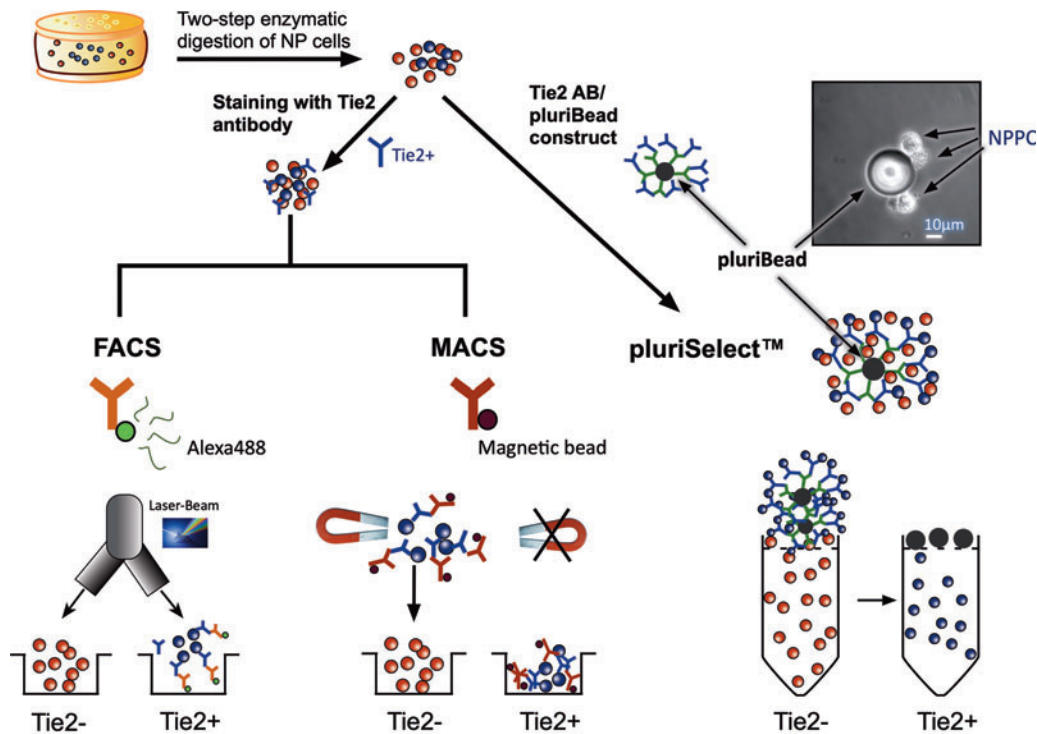 Two-step enzymatic
digestion of NP cells
Staining with Tie2
antibody
Tie2+
Tie2 AB/
pluriBead
construct
NPPC
10µm
pluriBead
FACS
MACS
pluriSelect™
Alexa488
Magnetic bead
Laser-Beam
Tie2-
Tie2+
Tie2-
Tie2+
Tie2-
Tie2+